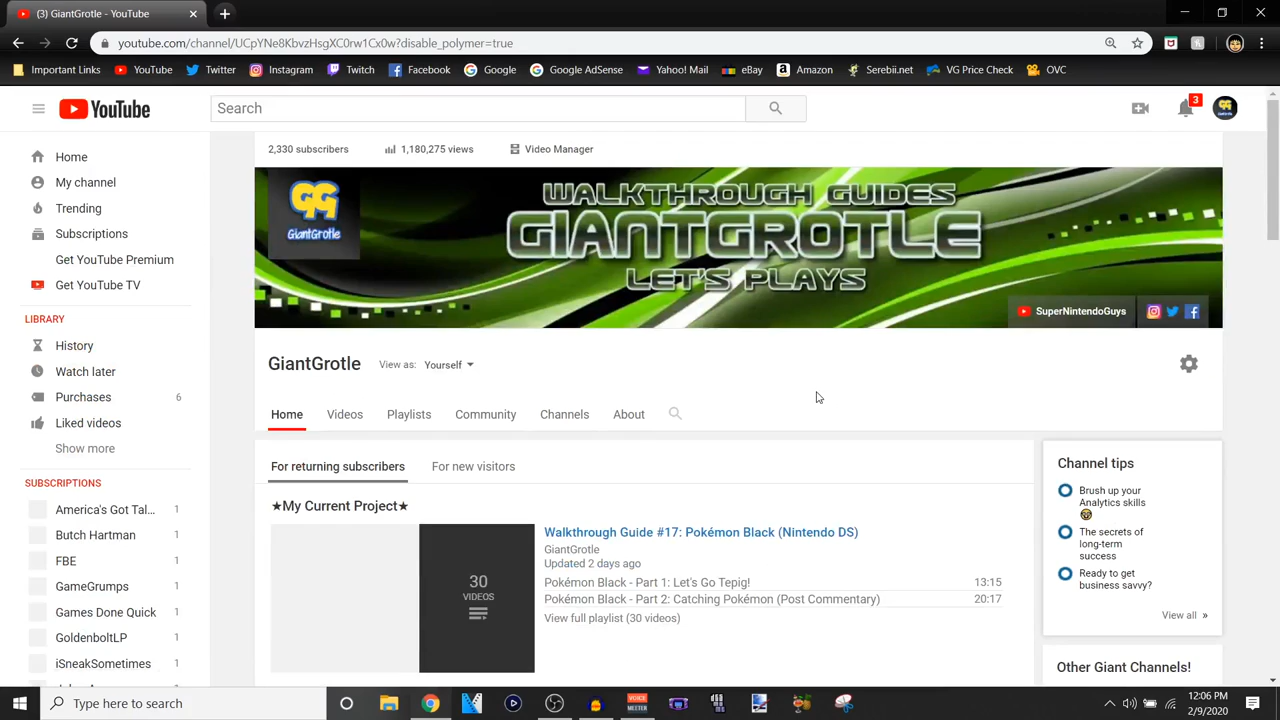 (3) GiantGrotle - YouTube
youtube.com/channel/UCpYNe8KbvzHsgXC0rw1Cx0w?disable_polymer=true
Important Links YouTube Twitter Instagram Twitch Facebook Google Google AdSense Yahoo! Mail eBay Amazon Serebii.net VG Price Check OVC
YouTube
Search
3
GG
GiantGrotle
Home
My channel
Trending
Subscriptions
Get YouTube Premium
Get YouTube TV
LIBRARY
History
Watch later
Purchases 6
Liked videos
Show more
SUBSCRIPTIONS
America's Got Tal... 1
Butch Hartman 1
FBE 1
GameGrumps 1
Games Done Quick 1
GoldenboltLP 1
iSneakSometimes 1
2,330 subscribers 1,180,275 views Video Manager
GG
GiantGrotle
WALKTHROUGH GUIDES
GIANTGROTLE
LET'S PLAYS
SuperNintendoGuys
GiantGrotle View as: Yourself
Home Videos Playlists Community Channels About
For returning subscribers For new visitors
★My Current Project★
30
VIDEOS
Walkthrough Guide #17: Pokémon Black (Nintendo DS)
GiantGrotle
Updated 2 days ago
Pokémon Black - Part 1: Let's Go Tepig! 13:15
Pokémon Black - Part 2: Catching Pokémon (Post Commentary) 20:17
View full playlist (30 videos)
Channel tips
Brush up your
Analytics skills
The secrets of
long-term
success
Ready to get
business savvy?
View all »
Other Giant Channels!
Type here to search
VOICE
MEETER
12:06 PM
2/9/2020